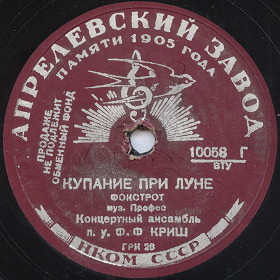 АПРЕЛЕВСКИЙ ЗАВОД
ПАМЯТИ 1905 ГОДА
ПРОДАЖЕ
НЕ ПОДЛЕЖИТ
ОБМЕННЫЙ ФОНД
10058 Г
ВТУ
КУПАНИЕ ПРИ ЛУНЕ
ФОКСТРОТ
муз. Профес
Концертный ансамбль
п. у. Ф. Ф КРИШ
ГРК 28
НКОМ СССР